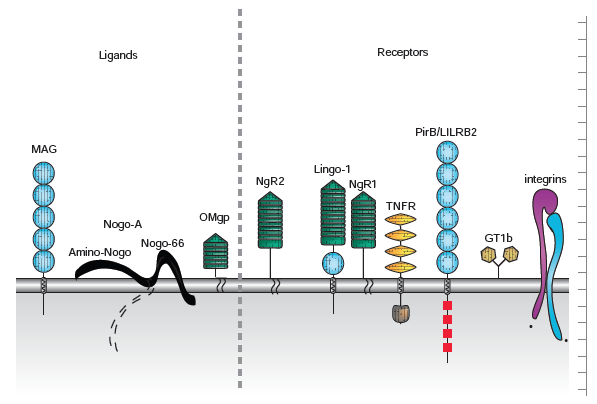 Ligands
Receptors
MAG
Nogo-A
Amino-Nogo
Nogo-66
OMgp
NgR2
Lingo-1
NgR1
TNFR
PirB/LILRB2
GT1b
integrins